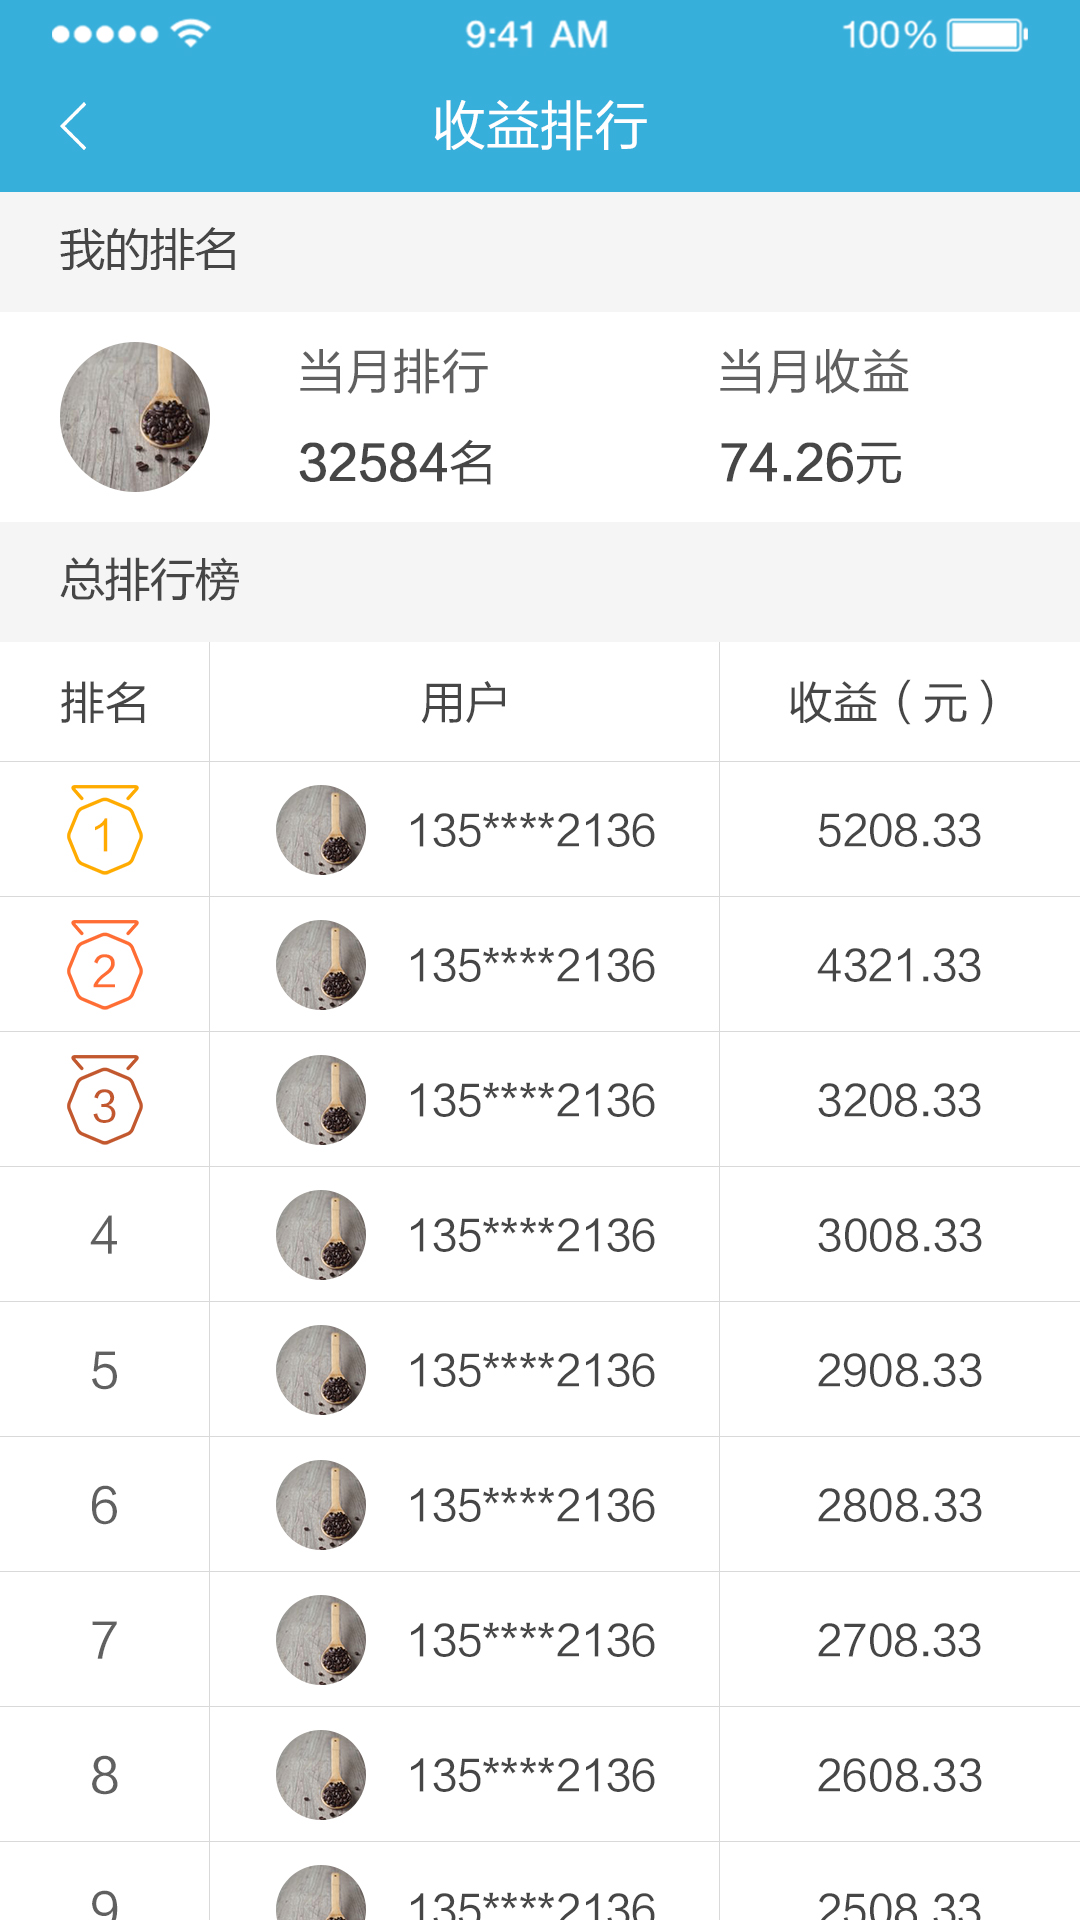 9:41 AM 100%
收益排行
我的排名
当月排行 当月收益
32584名 74.26元
总排行榜
排名 用户 收益（元）
1 135****2136 5208.33
2 135****2136 4321.33
3 135****2136 3208.33
4 135****2136 3008.33
5 135****2136 2908.33
6 135****2136 2808.33
7 135****2136 2708.33
8 135****2136 2608.33
9 135****2136 2508.33